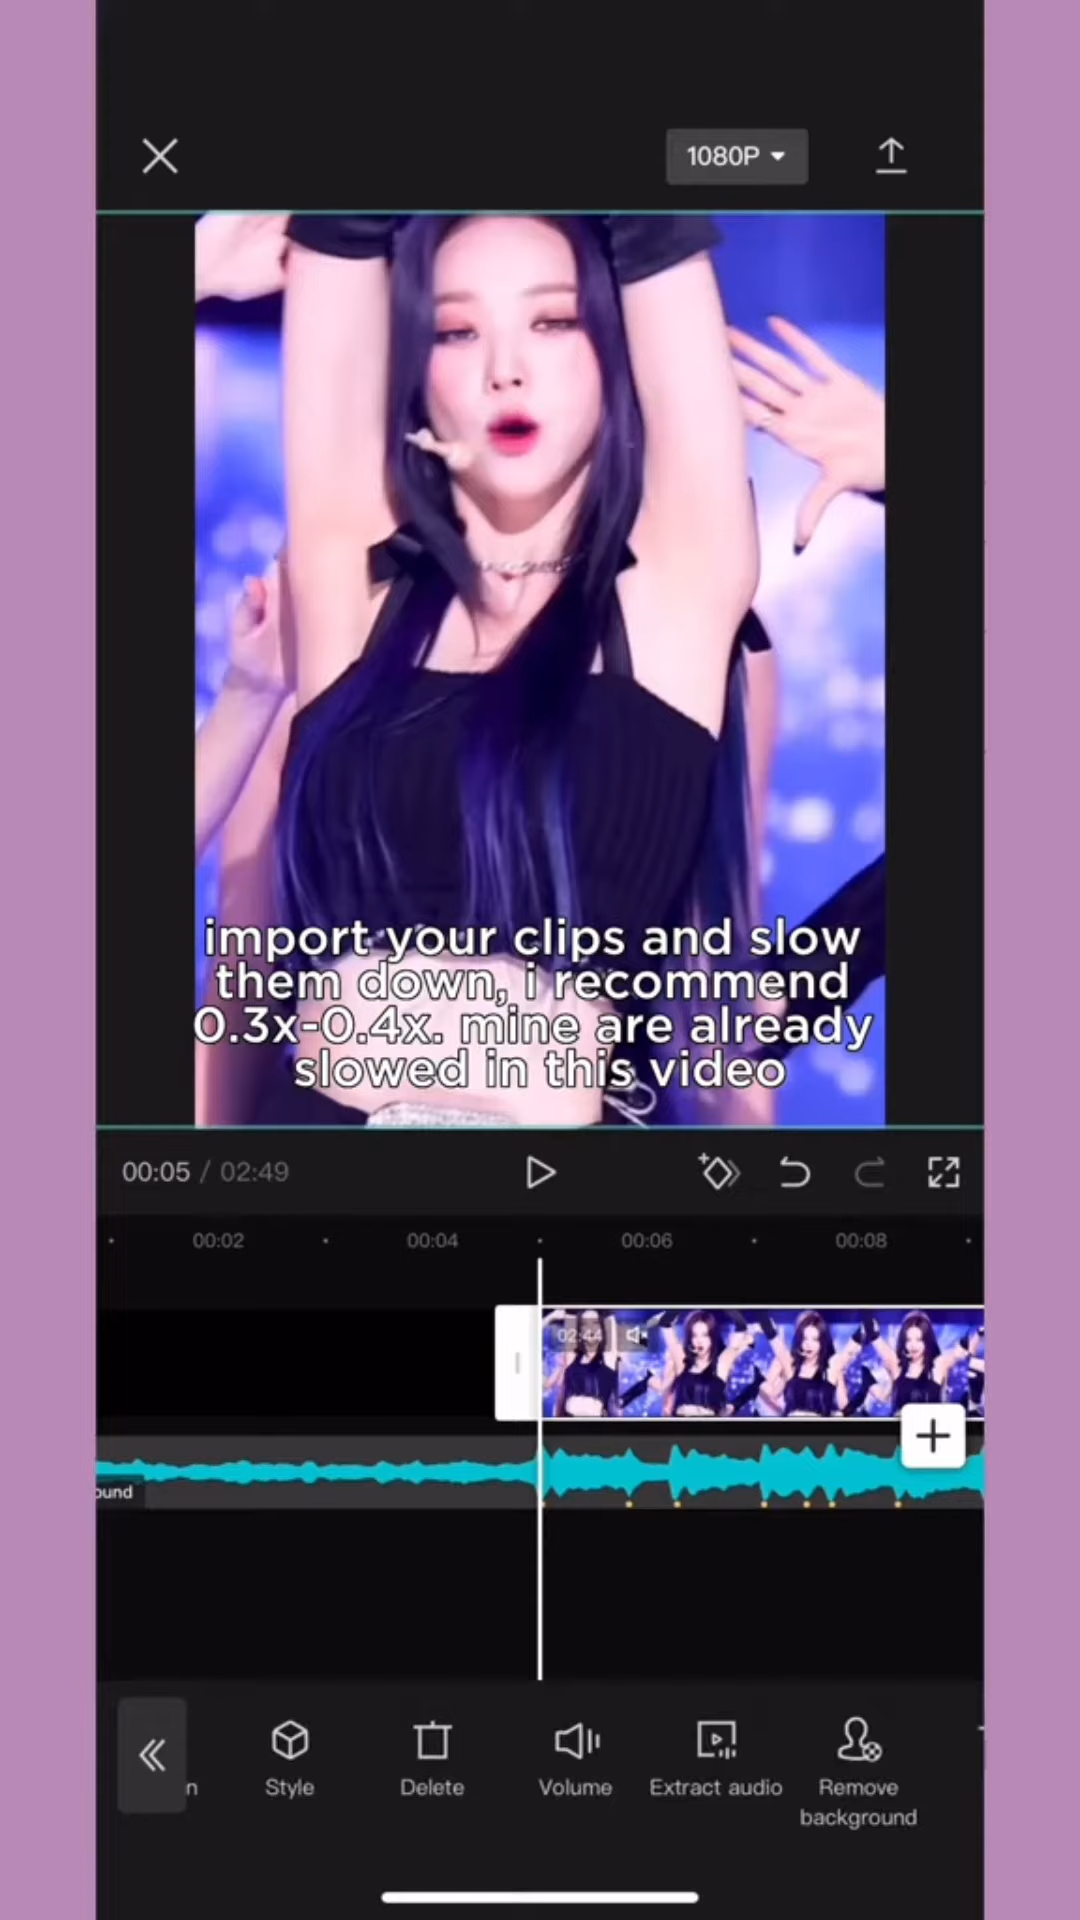 1080P
import your clips and slow
them down, i recommend
0.3x-0.4x. mine are already
slowed in this video
00:05 / 02:49
00:02 00:04 00:06 00:08
02:44
ound
n Style Delete Volume Extract audio Remove
background